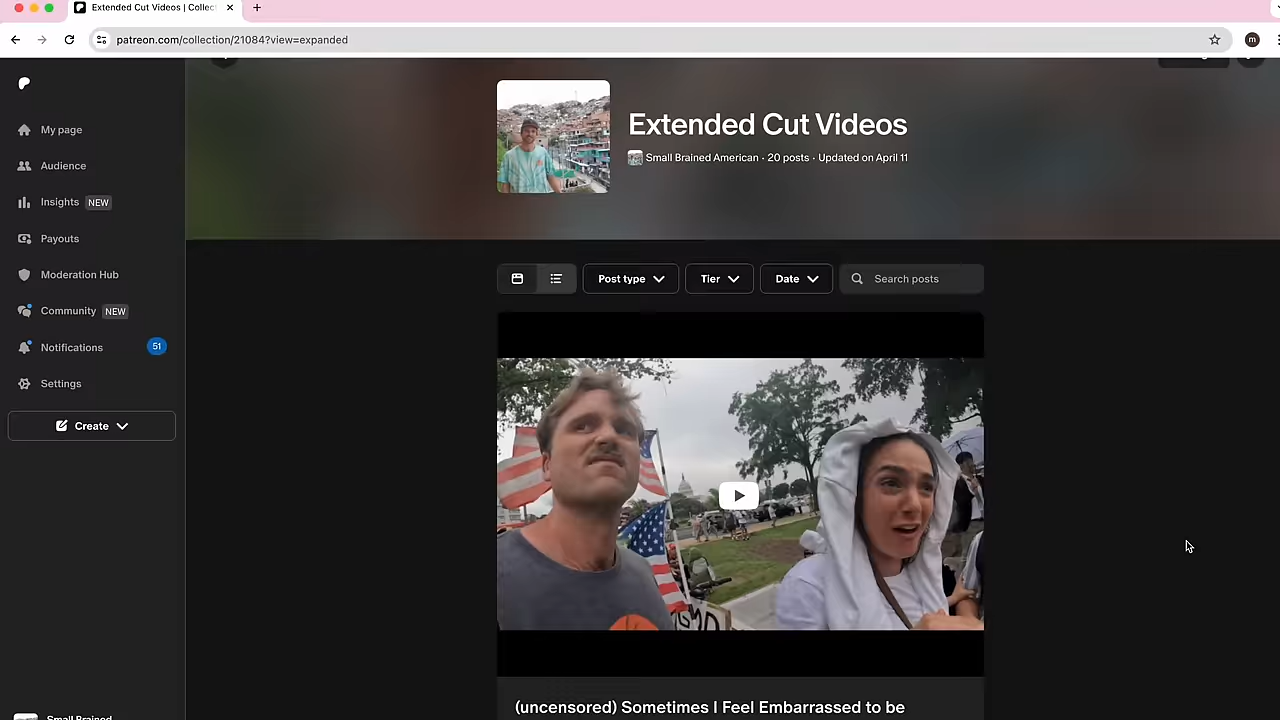 Extended Cut Videos | Collec
patreon.com/collection/21084?view=expanded
m
My page
Audience
Insights NEW
Payouts
Moderation Hub
Community NEW
Notifications 51
Settings
Create
Extended Cut Videos
Small Brained American · 20 posts · Updated on April 11
Post type
Tier
Date
Search posts
(uncensored) Sometimes I Feel Embarrassed to be
Small Brained